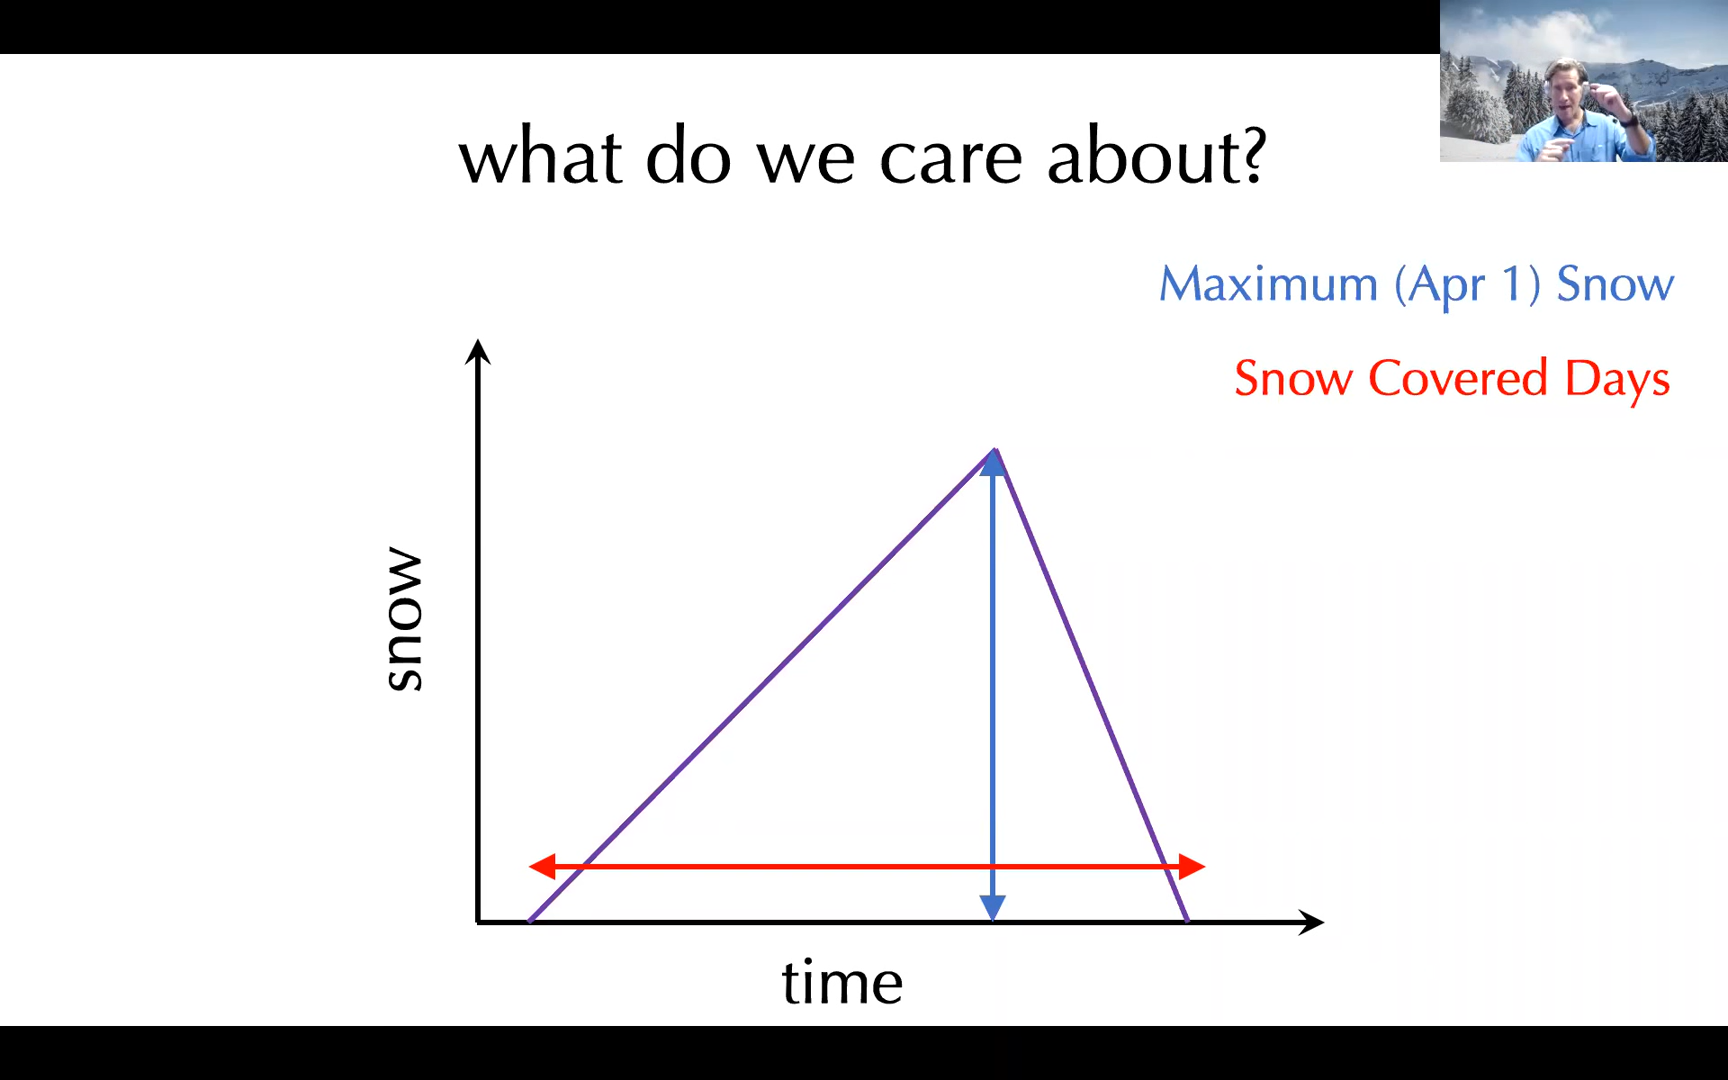 what do we care about?
Maximum (Apr 1) Snow
Snow Covered Days
snow
time